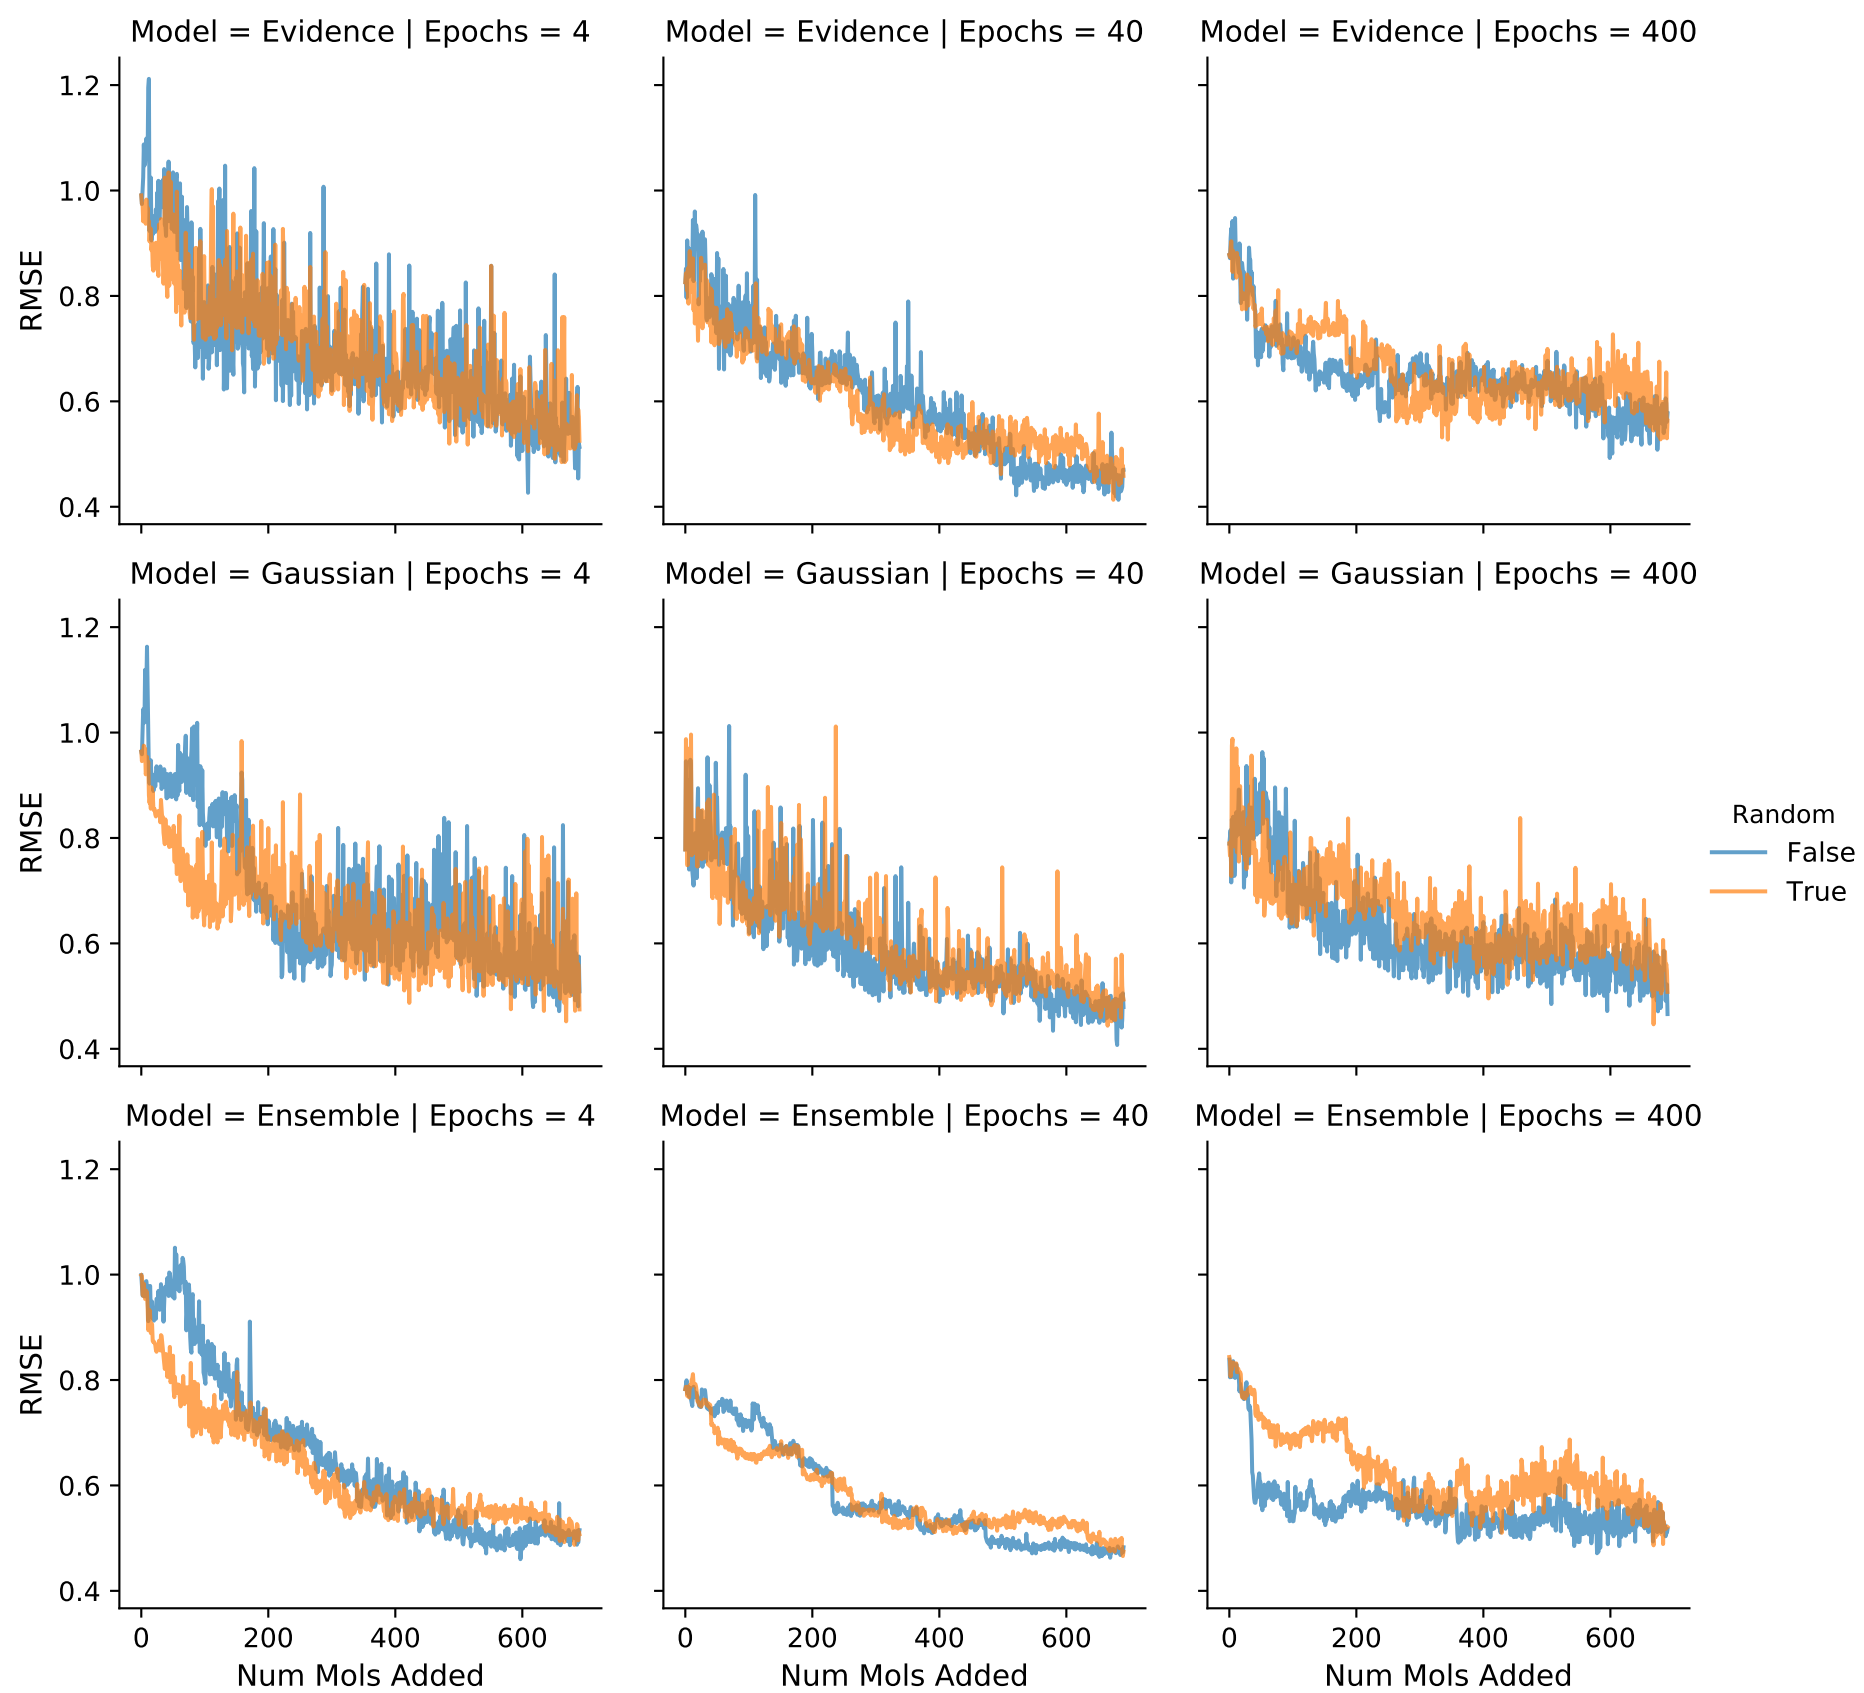 Model = Evidence | Epochs = 4
Model = Evidence | Epochs = 40
Model = Evidence | Epochs = 400
1.2
1.0
0.8
0.6
0.4
RMSE
Model = Gaussian | Epochs = 4
Model = Gaussian | Epochs = 40
Model = Gaussian | Epochs = 400
1.2
1.0
0.8
0.6
0.4
RMSE
Random
False
True
Model = Ensemble | Epochs = 4
Model = Ensemble | Epochs = 40
Model = Ensemble | Epochs = 400
1.2
1.0
0.8
0.6
0.4
RMSE
0 200 400 600
0 200 400 600
0 200 400 600
Num Mols Added
Num Mols Added
Num Mols Added